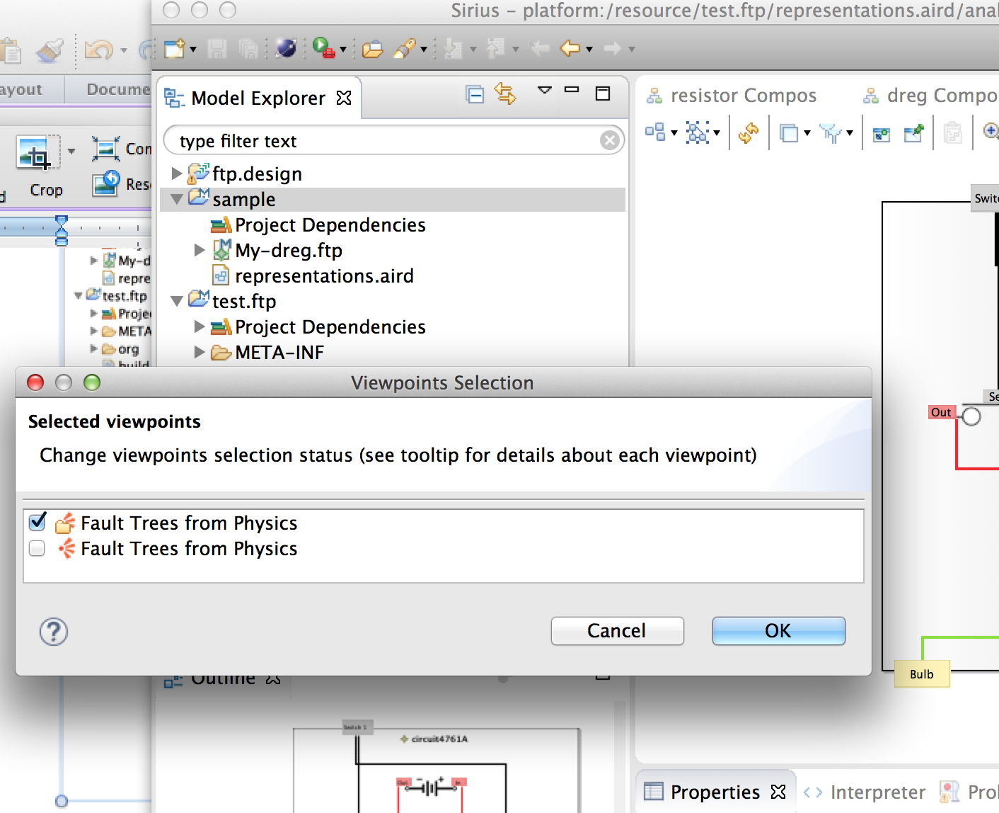 Sirius - platform:/resource/test.ftp/representations.aird/anal
ayout
Docume
Model Explorer
resistor Compos
dreg Compo
type filter text
Con
Rese
Crop
d
ftp.design
sample
Project Dependencies
My-dreg.ftp
representations.aird
test.ftp
Project Dependencies
META-INF
My-d
repre
test.ftp
Projec
META
org
build
Switc
Se
Out
Viewpoints Selection
Selected viewpoints
Change viewpoints selection status (see tooltip for details about each viewpoint)
Fault Trees from Physics
Fault Trees from Physics
?
Cancel
OK
Bulb
Outline
Switch 1
circuit4761A
Out
In
Properties
Interpreter
Prol